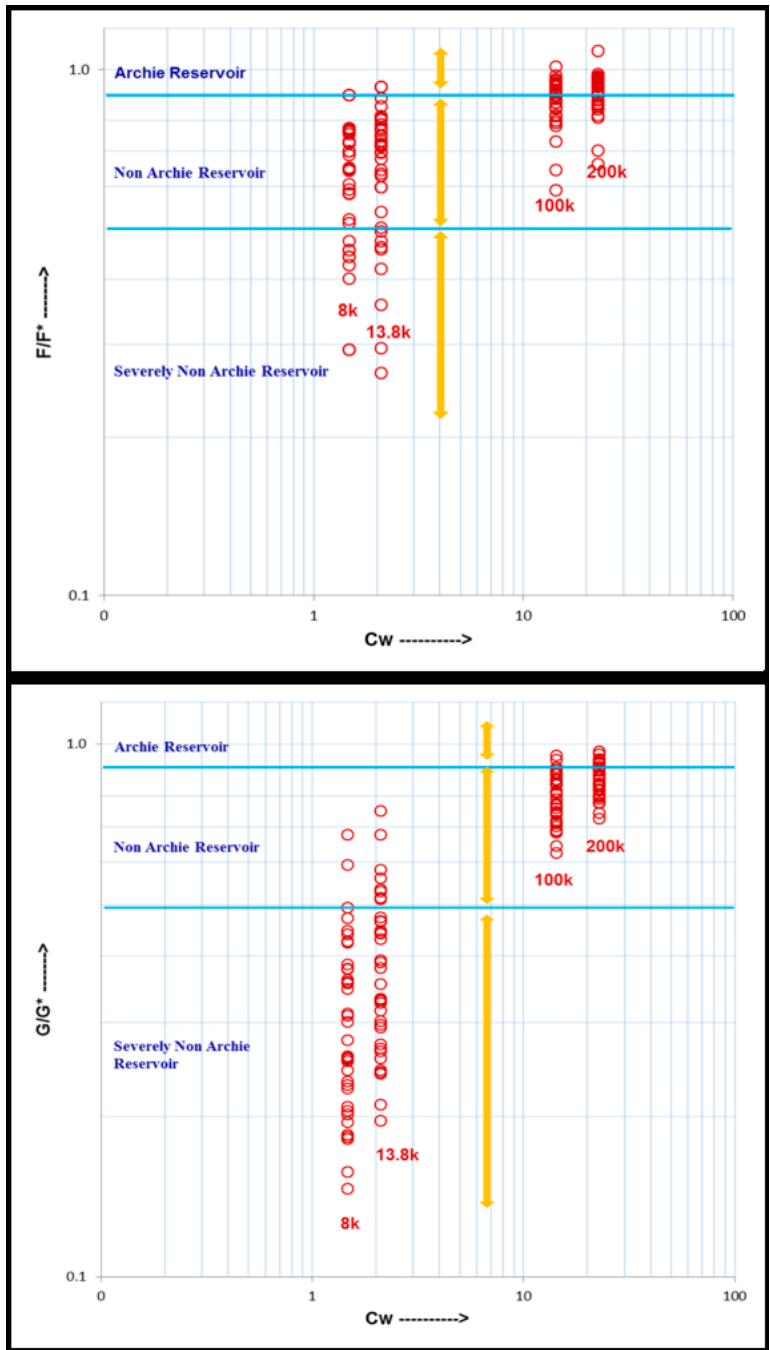 1.0
Archie Reservoir
Non Archie Reservoir
200k
100k
F/F* ------->
8k
13.8k
Severely Non Archie Reservoir
0.1
0
1
10
100
Cw ---------->
1.0
Archie Reservoir
Non Archie Reservoir
200k
100k
G/G* ------->
Severely Non Archie
Reservoir
13.8k
8k
0.1
0
1
10
100
Cw ---------->